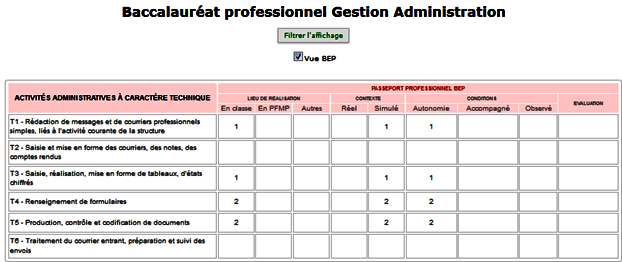 Baccalauréat professionnel Gestion Administration
Filtrer l'affichage
Vue BEP
ACTIVITÉS ADMINISTRATIVES À CARACTÈRE TECHNIQUE
PASSEPORT PROFESSIONNEL BEP
LIEU DE RÉALISATION CONTEXTE CONDITIONS EVALUATION
En classe En PFMP Autres Réel Simulé Autonomie Accompagné Observé
T1 - Rédaction de messages et de courriers professionnels
simples, liés à l'activité courante de la structure
1 1 1
T2 - Saisie et mise en forme des courriers, des notes, des
comptes rendus
T3 - Saisie, réalisation, mise en forme de tableaux, d'états
chiffrés
1 1 1
T4 - Renseignement de formulaires 2 2 2
T5 - Production, contrôle et codification de documents 2 2 2
T6 - Traitement du courrier entrant, préparation et suivi des
envois